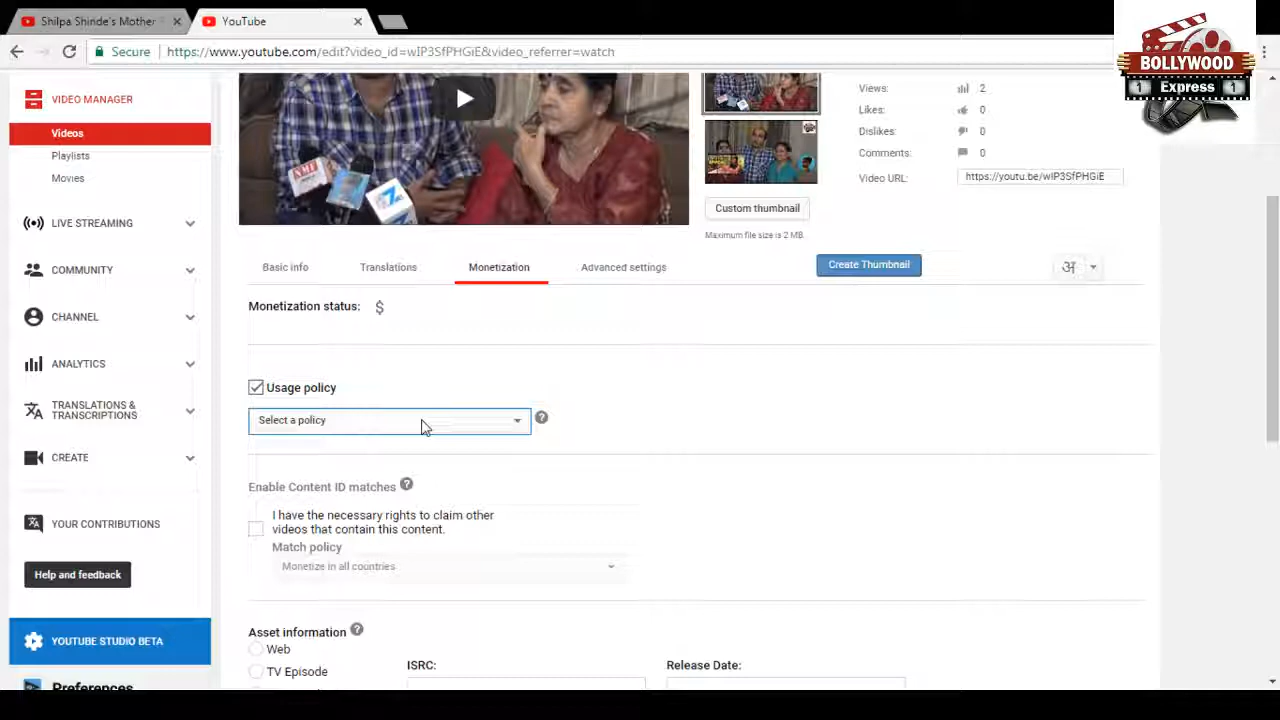 Shilpa Shirde's Mother
YouTube
Secure
https://www.youtube.com/edit?video_id=wIP3SfPHGiE&video_referrer=watch
BOLLYWOOD
1 Express 1
VIDEO MANAGER
Videos
Playlists
Movies
LIVE STREAMING
COMMUNITY
CHANNEL
ANALYTICS
TRANSLATIONS &
TRANSCRIPTIONS
CREATE
YOUR CONTRIBUTIONS
Help and feedback
YOUTUBE STUDIO BETA
Preferences
Views: 2
Likes: 0
Dislikes: 0
Comments: 0
Video URL: https://youtu.be/wIP3SfPHGiE
Custom thumbnail
Maximum file size is 2 MB.
Basic info
Translations
Monetization
Advanced settings
Create Thumbnail
अ
Monetization status: $
Usage policy
Select a policy
?
Enable Content ID matches ?
I have the necessary rights to claim other
videos that contain this content.
Match policy
Monetize in all countries
Asset information ?
Web
TV Episode
ISRC:
Release Date: